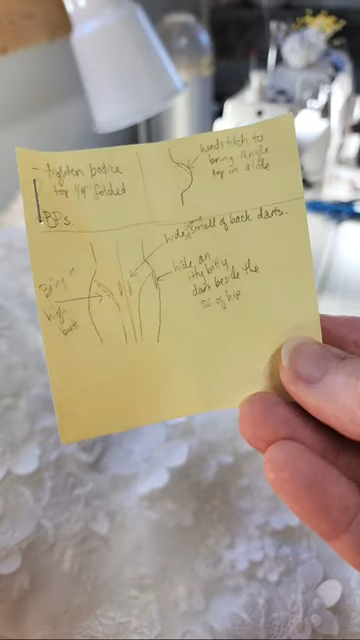 - tighten bodice
top 1/4" folded
BPs.
handstitch to
bring angle
top in a little
hide small of back darts.
hide an
itty bitty
dart beside the
SS of hip
Bring in
high
butt